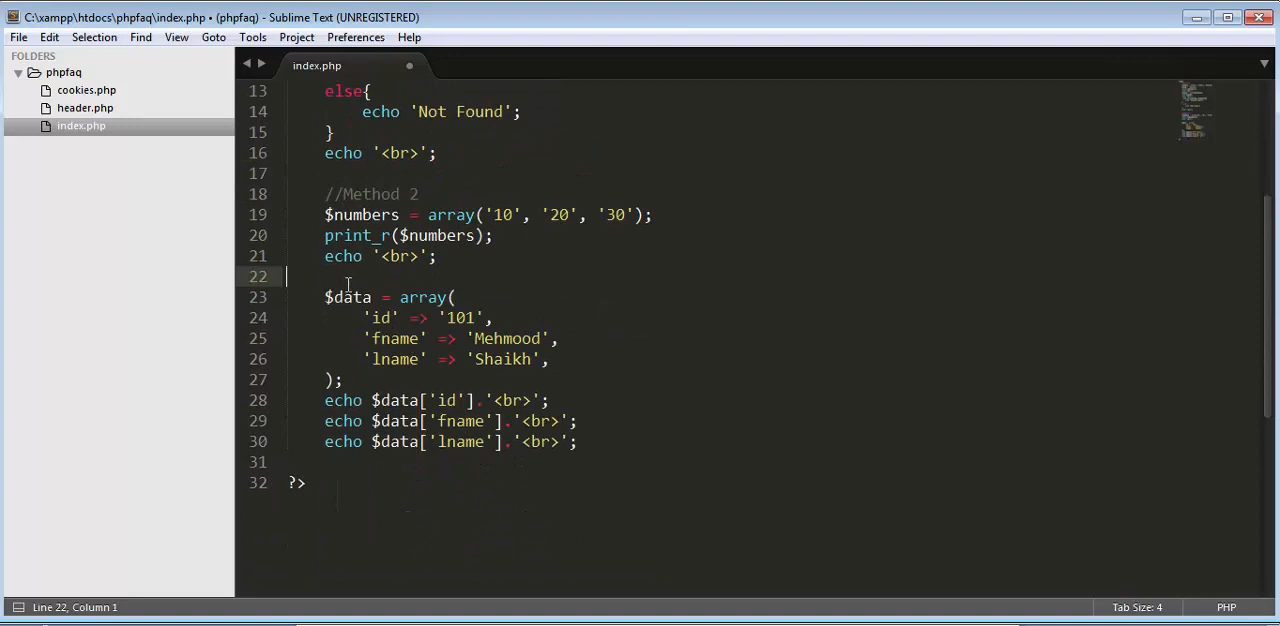 C:\xampp\htdocs\phpfaq\index.php • (phpfaq) - Sublime Text (UNREGISTERED)
File Edit Selection Find View Goto Tools Project Preferences Help
FOLDERS
phpfaq
cookies.php
header.php
index.php
index.php
13 else{
14 echo 'Not Found';
15 }
16 echo '<br>';
17
18 //Method 2
19 $numbers = array('10', '20', '30');
20 print_r($numbers);
21 echo '<br>';
22
23 $data = array(
24 'id' => '101',
25 'fname' => 'Mehmood',
26 'lname' => 'Shaikh',
27 );
28 echo $data['id'].'<br>';
29 echo $data['fname'].'<br>';
30 echo $data['lname'].'<br>';
31
32 ?>
Line 22, Column 1 Tab Size: 4 PHP